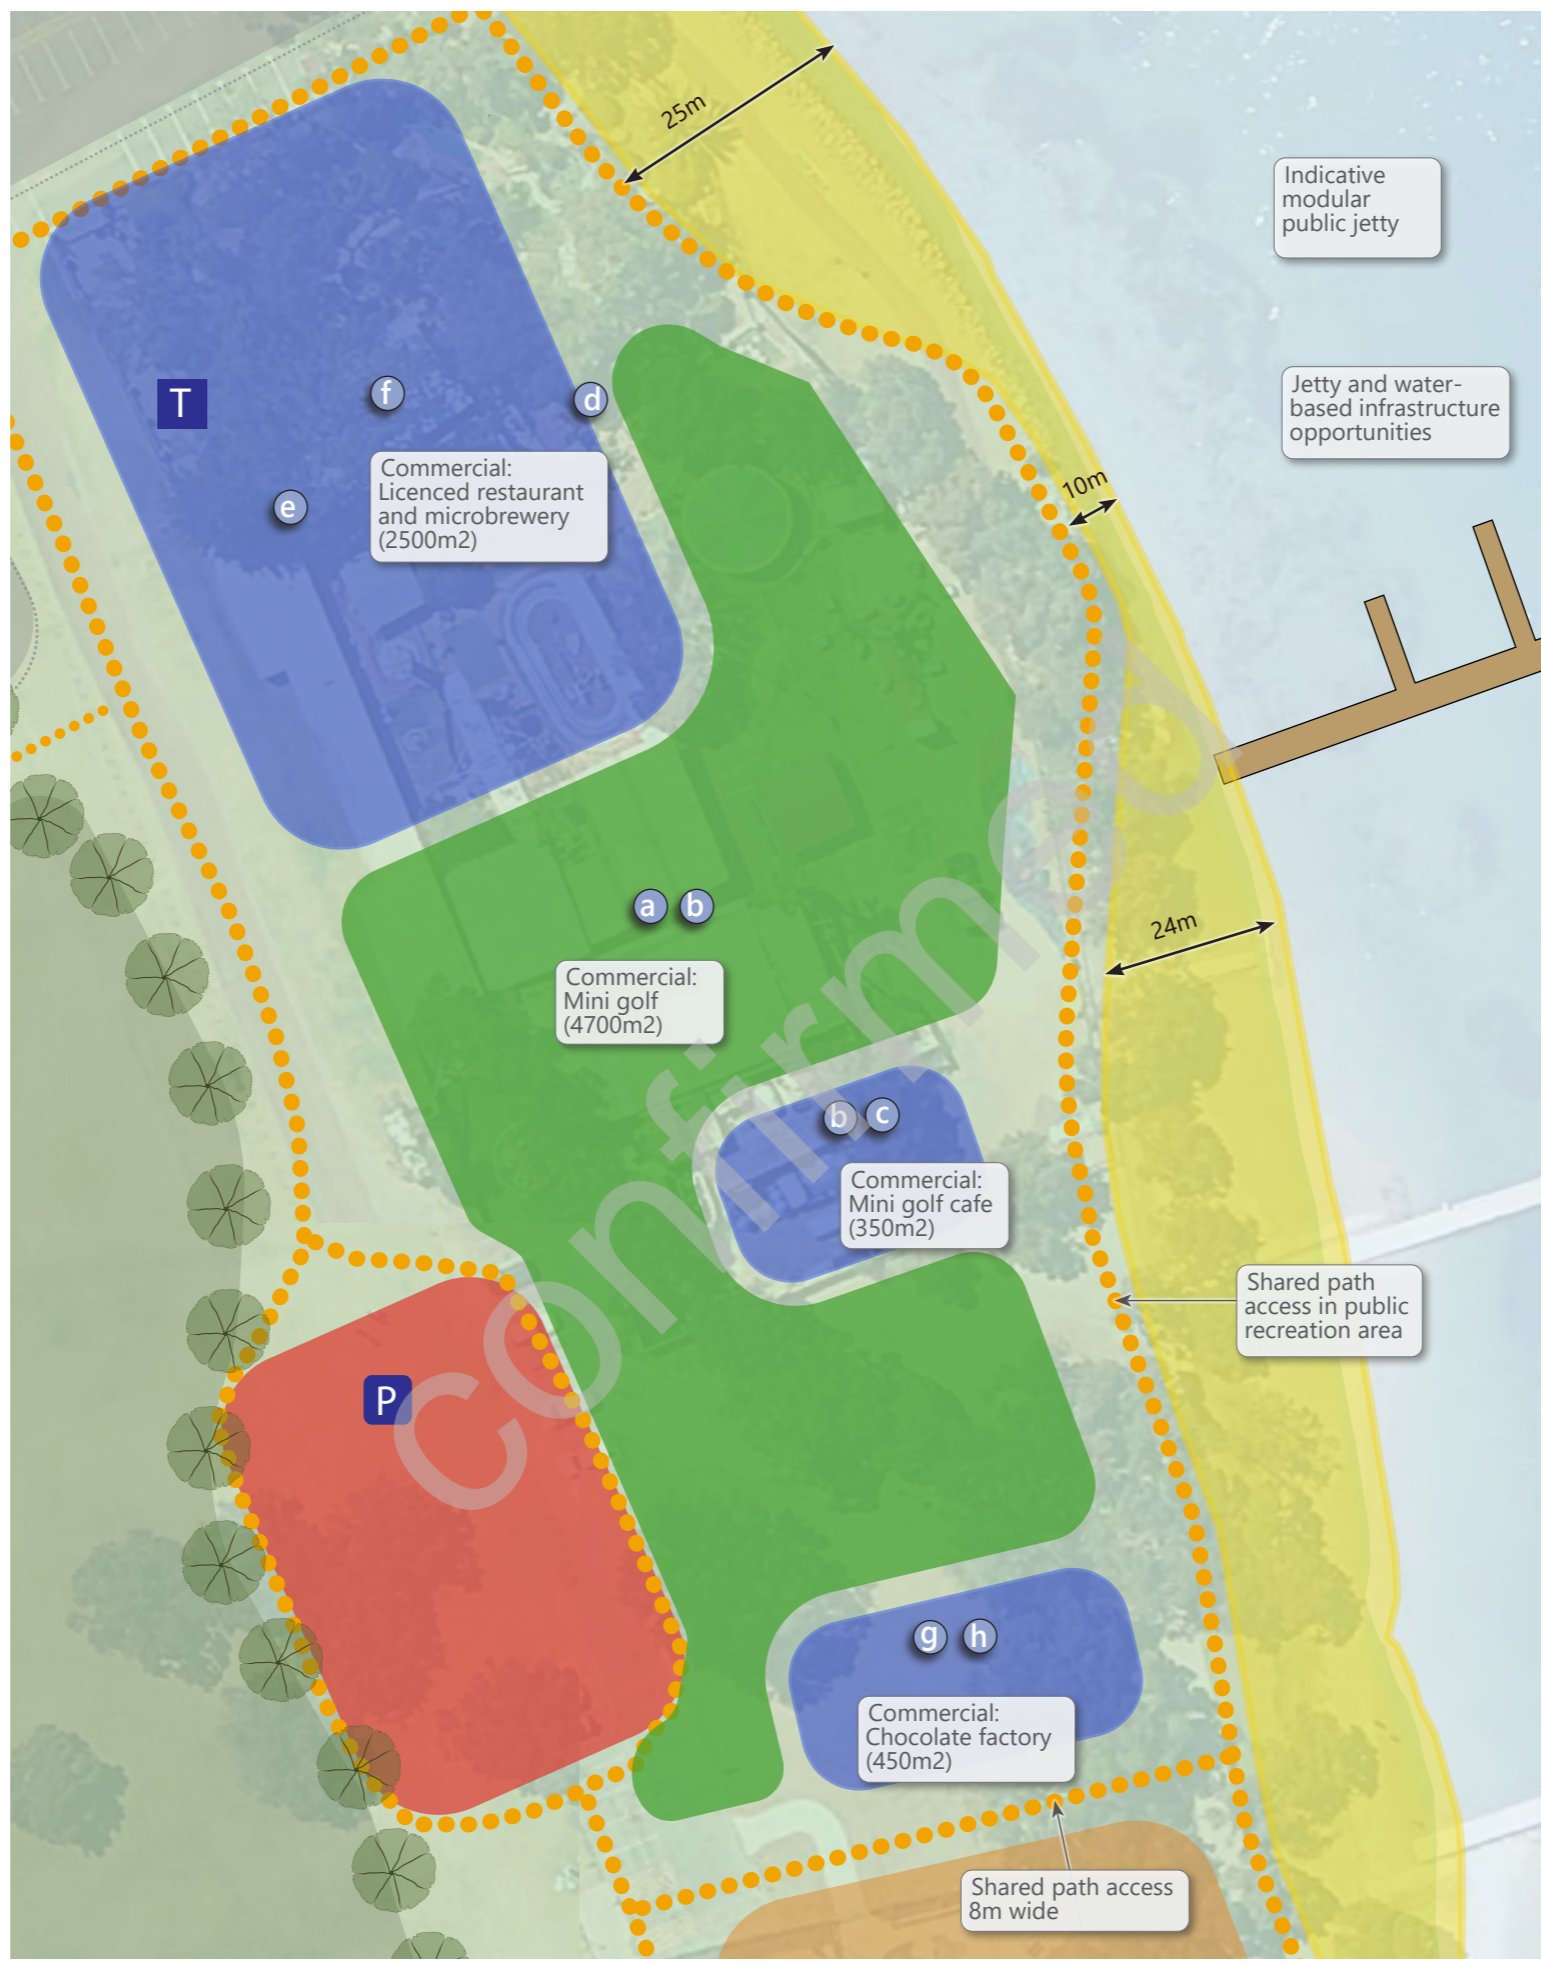 25m
Indicative
modular
public jetty
T
f
d
Jetty and water-
based infrastructure
opportunities
e
Commercial:
Licenced restaurant
and microbrewery
(2500m2)
10m
a b
24m
Commercial:
Mini golf
(4700m2)
b c
Commercial:
Mini golf cafe
(350m2)
Shared path
access in public
recreation area
P
g h
Commercial:
Chocolate factory
(450m2)
Shared path access
8m wide
confirmed